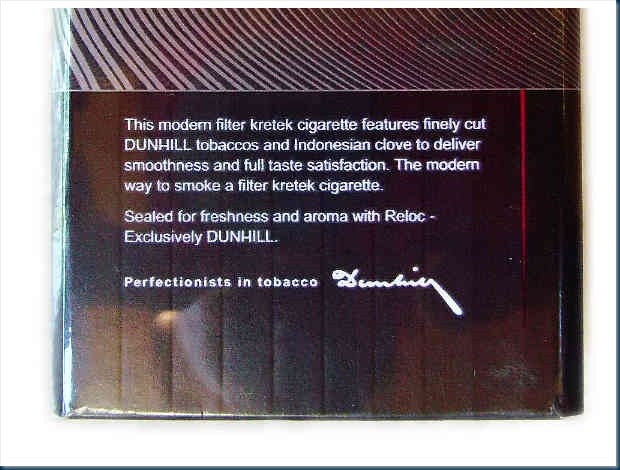 This modern filter kretek cigarette features finely cut
DUNHILL tobaccos and Indonesian clove to deliver
smoothness and full taste satisfaction. The modern
way to smoke a filter kretek cigarette.
Sealed for freshness and aroma with Reloc -
Exclusively DUNHILL.
Perfectionists in tobacco Dunhill